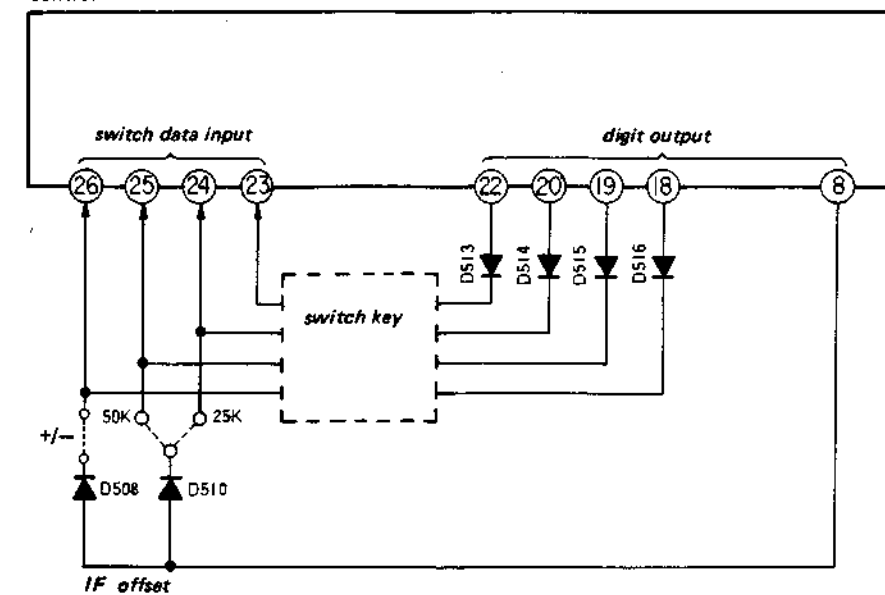 switch data input
digit output
26 25 24 23 22 20 19 18 8
D513 D514 D515 D516
switch key
50K 25K
+/−
D508 D510
IF offset